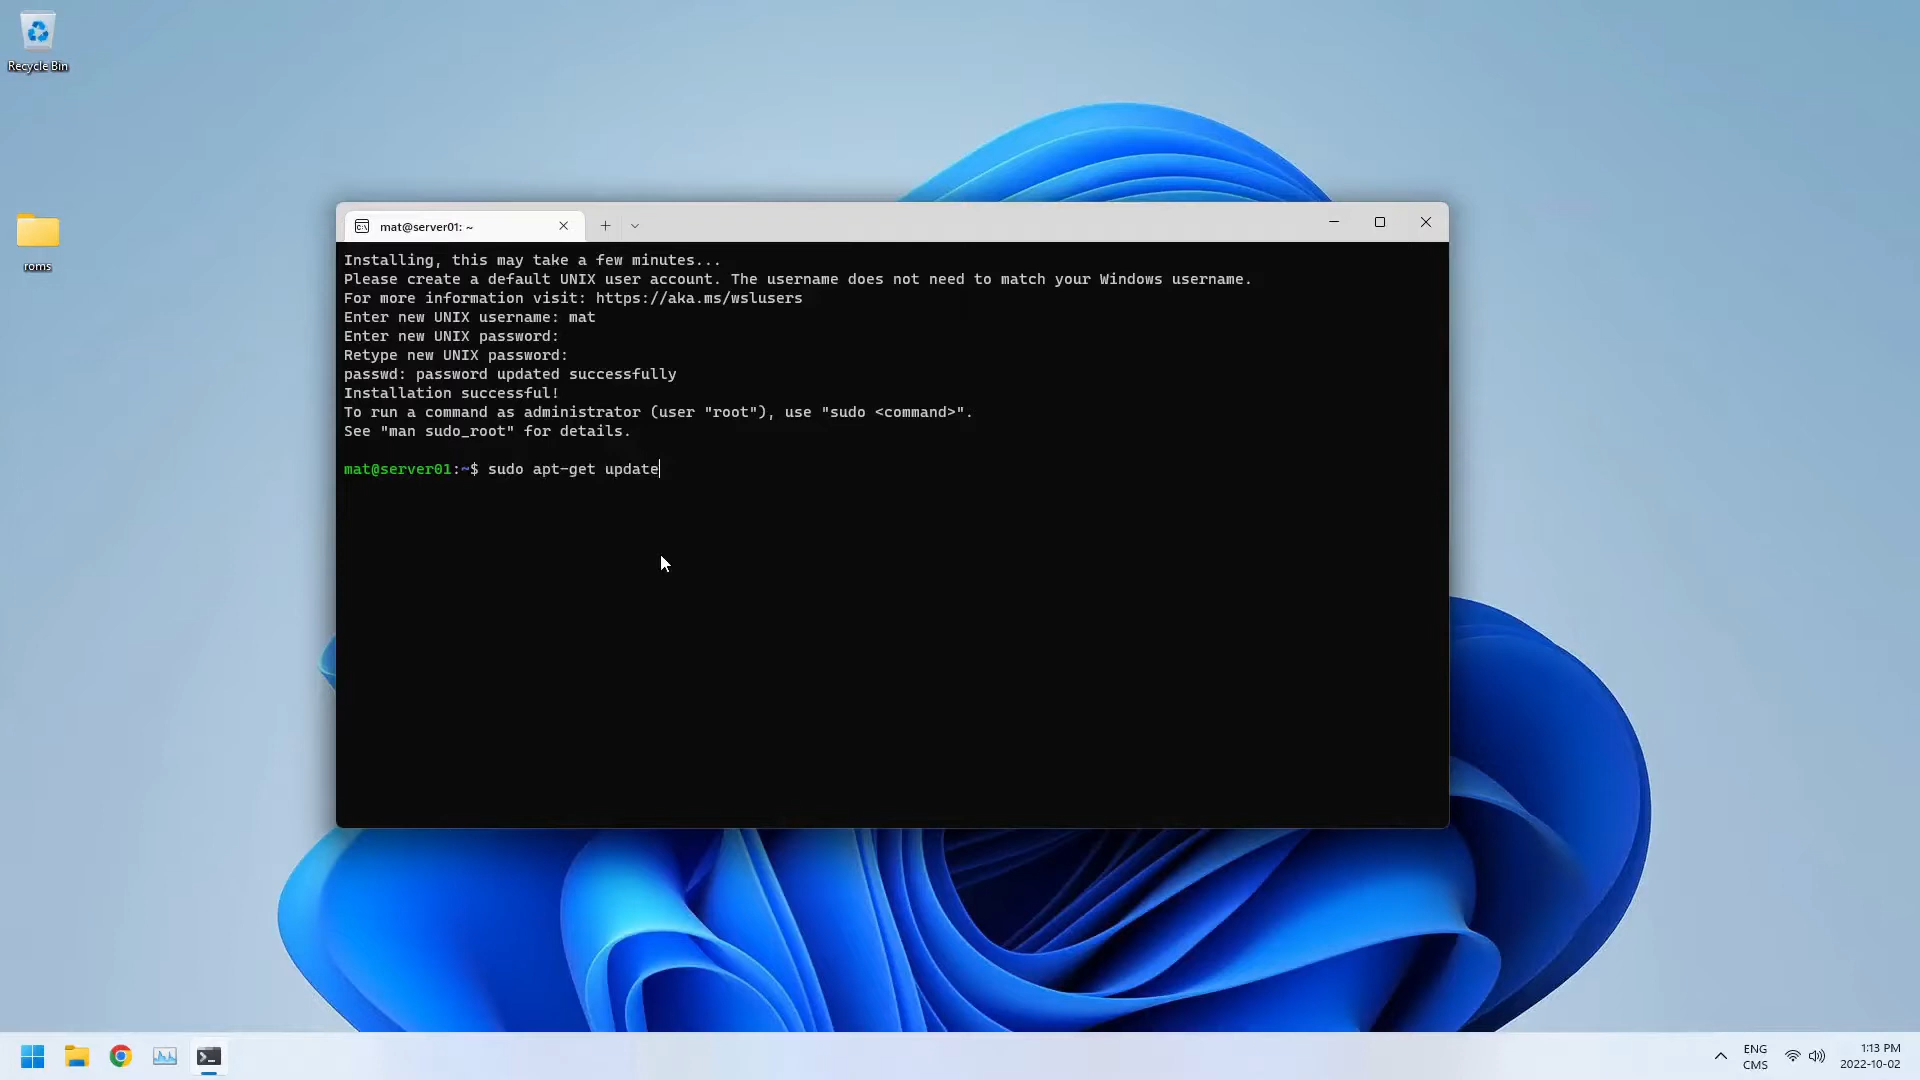 Recycle Bin
roms
mat@server01: ~
Installing, this may take a few minutes...
Please create a default UNIX user account. The username does not need to match your Windows username.
For more information visit: https://aka.ms/wslusers
Enter new UNIX username: mat
Enter new UNIX password:
Retype new UNIX password:
passwd: password updated successfully
Installation successful!
To run a command as administrator (user "root"), use "sudo <command>".
See "man sudo_root" for details.
mat@server01:~$ sudo apt-get update
ENG
CMS
1:13 PM
2022-10-02